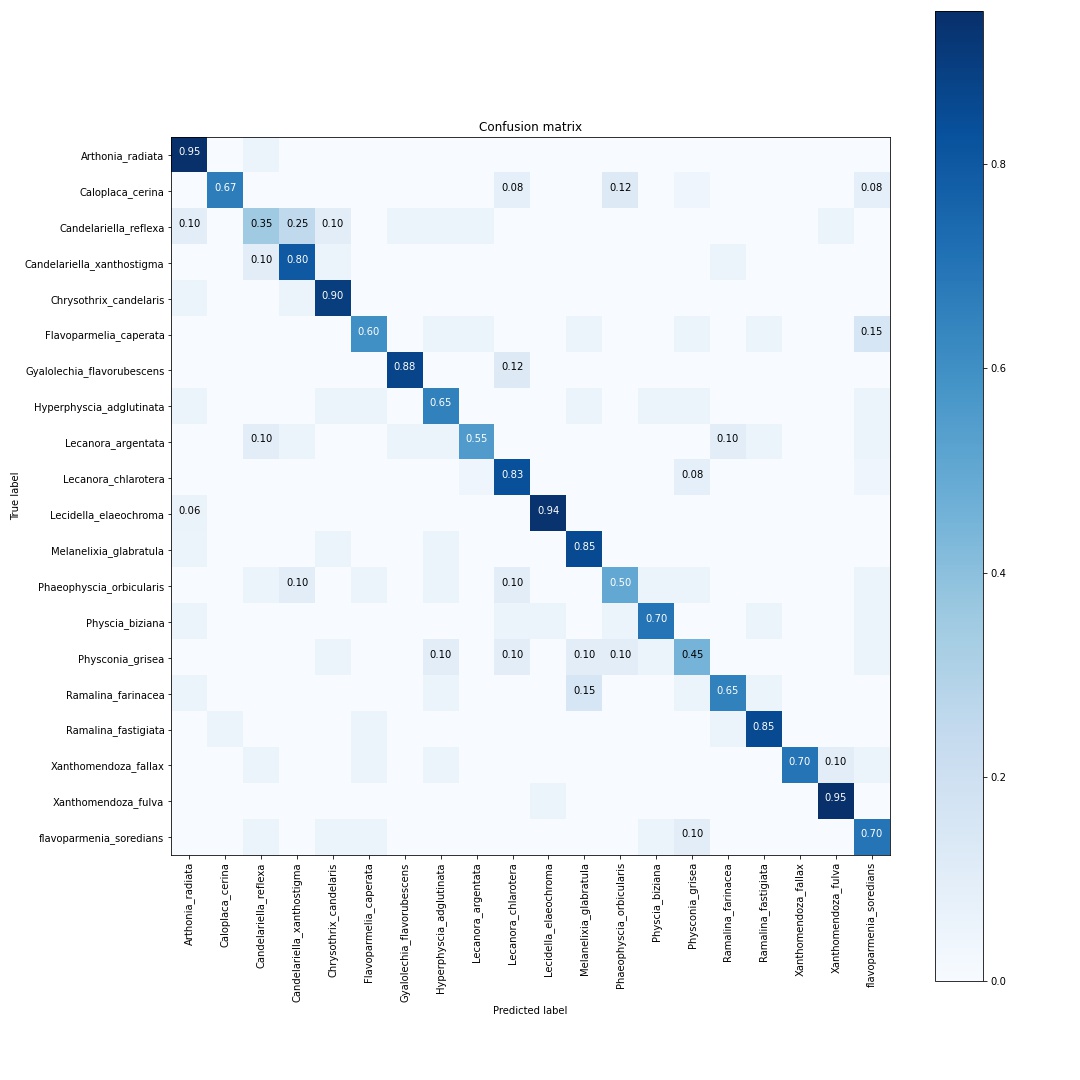 Confusion matrix
True label
Arthonia_radiata 0.95
Caloplaca_cerina 0.67 0.08 0.12 0.08
Candelariella_reflexa 0.10 0.35 0.25 0.10
Candelariella_xanthostigma 0.10 0.80
Chrysothrix_candelaris 0.90
Flavoparmelia_caperata 0.60 0.15
Gyalolechia_flavorubescens 0.88 0.12
Hyperphyscia_adglutinata 0.65
Lecanora_argentata 0.10 0.55 0.10
Lecanora_chlarotera 0.83 0.08
Lecidella_elaeochroma 0.06 0.94
Melanelixia_glabratula 0.85
Phaeophyscia_orbicularis 0.10 0.10 0.50
Physcia_biziana 0.70
Physconia_grisea 0.10 0.10 0.10 0.10 0.45
Ramalina_farinacea 0.15 0.65
Ramalina_fastigiata 0.85
Xanthomendoza_fallax 0.70 0.10
Xanthomendoza_fulva 0.95
flavoparmenia_soredians 0.10 0.70
Arthonia_radiata
Caloplaca_cerina
Candelariella_reflexa
Candelariella_xanthostigma
Chrysothrix_candelaris
Flavoparmelia_caperata
Gyalolechia_flavorubescens
Hyperphyscia_adglutinata
Lecanora_argentata
Lecanora_chlarotera
Lecidella_elaeochroma
Melanelixia_glabratula
Phaeophyscia_orbicularis
Physcia_biziana
Physconia_grisea
Ramalina_farinacea
Ramalina_fastigiata
Xanthomendoza_fallax
Xanthomendoza_fulva
flavoparmenia_soredians
Predicted label
0.8
0.6
0.4
0.2
0.0